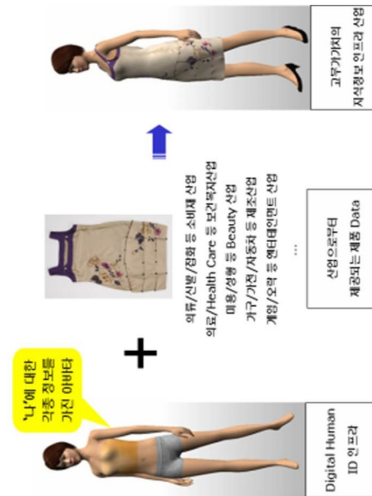 '나'에 대한
각종 정보를
가진 아바타
+
Digital Human
ID 인프라
의류/신발/잡화 등 소비재 산업
의료/Health Care 등 보건복지산업
미용/성형 등 Beauty 산업
가구/가전/자동차 등 제조산업
게임/오락 등 엔터테인먼트 산업
...
산업으로부터
제공되는 제품 Data
고부가가치의
지식정보 인프라 산업